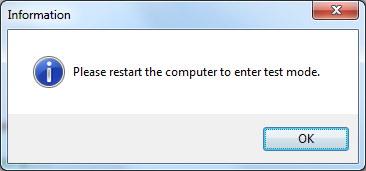 Information
Please restart the computer to enter test mode.
OK